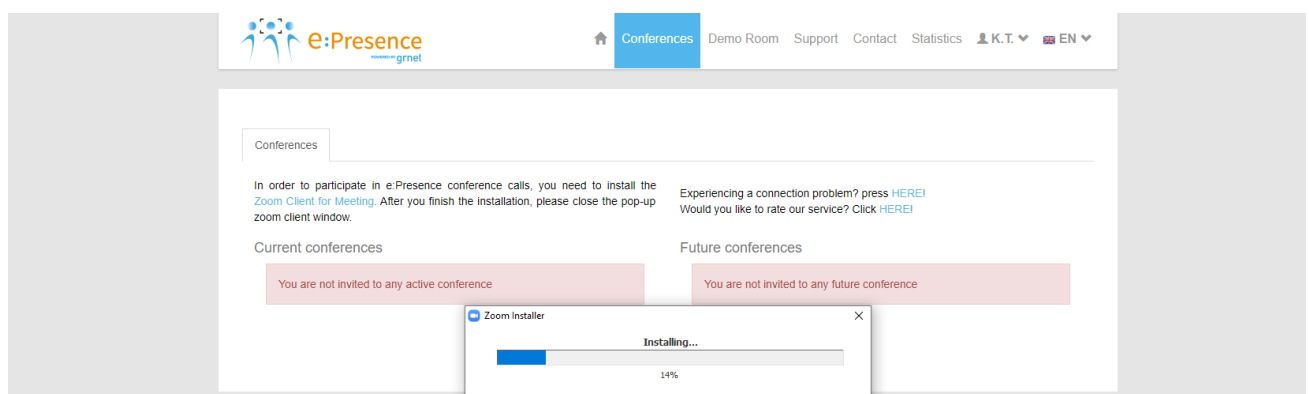 e:Presence
POWERED BY grnet
Conferences Demo Room Support Contact Statistics K.T. EN
Conferences
In order to participate in e:Presence conference calls, you need to install the
Zoom Client for Meeting. After you finish the installation, please close the pop-up
zoom client window.
Experiencing a connection problem? press HERE!
Would you like to rate our service? Click HERE!
Current conferences
You are not invited to any active conference
Future conferences
You are not invited to any future conference
Zoom Installer
Installing...
14%